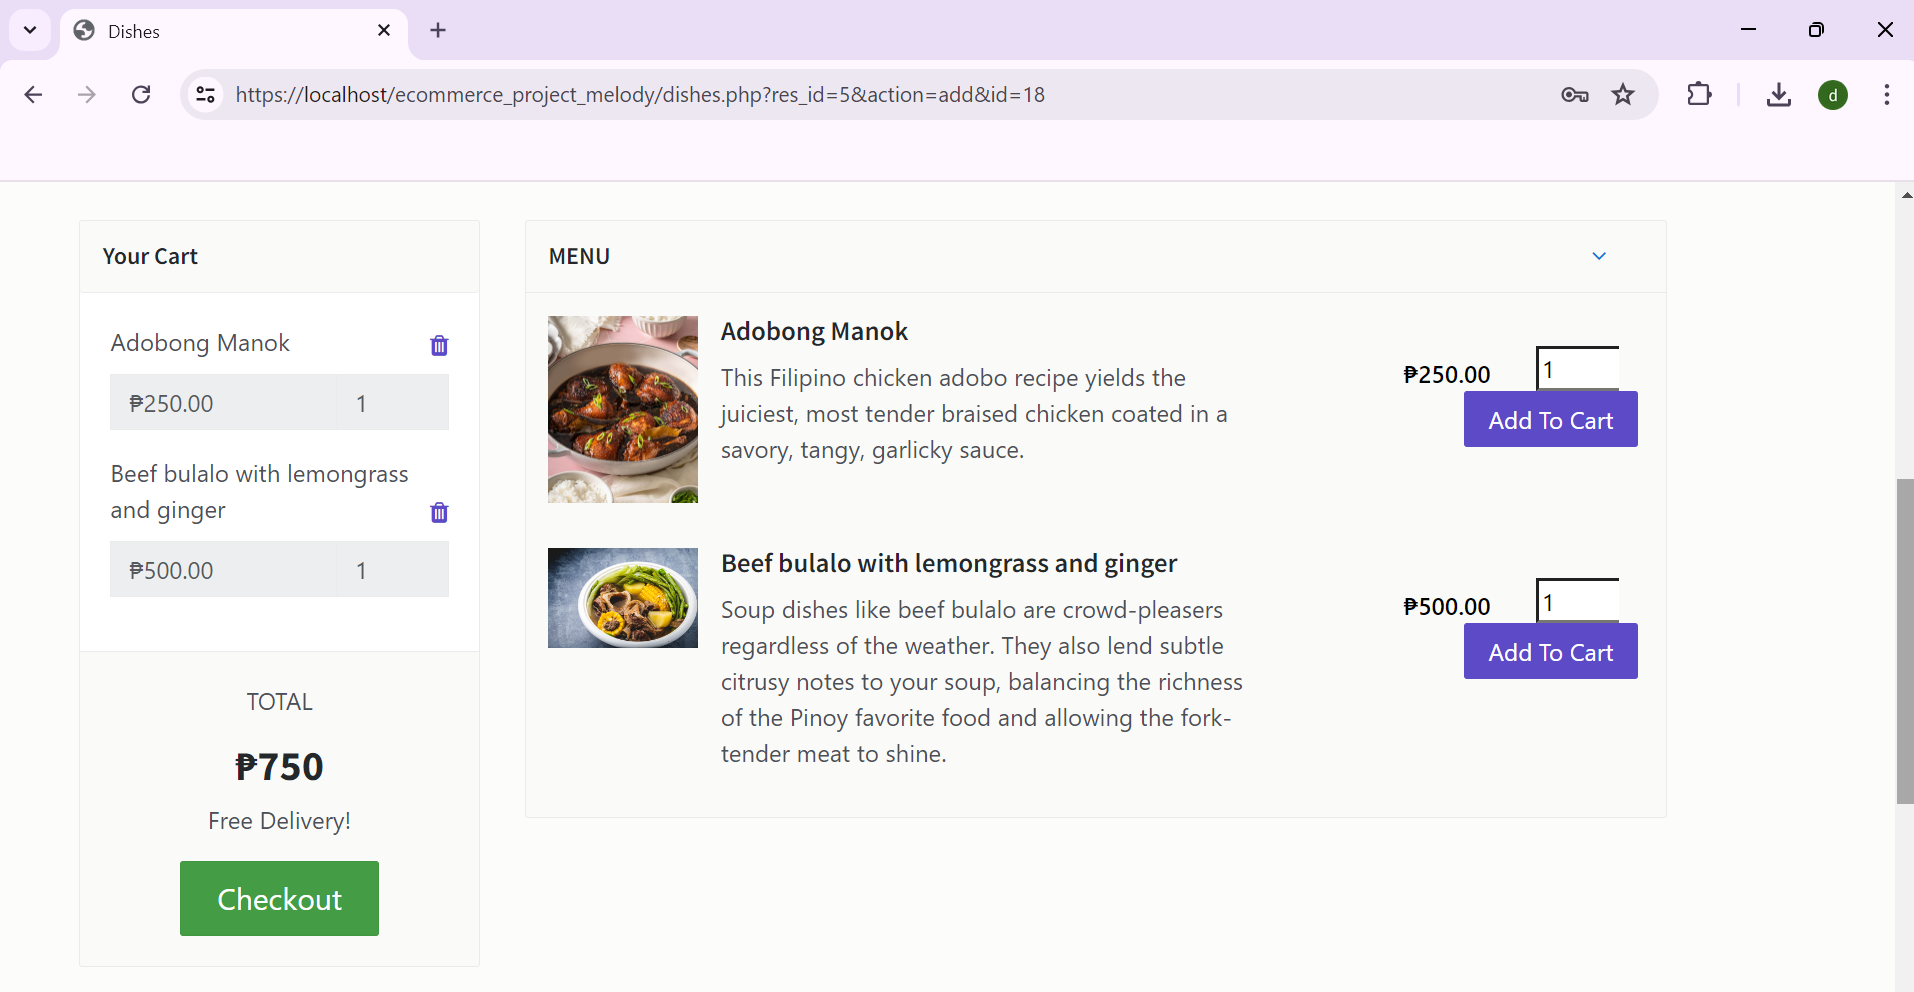 Dishes
https://localhost/ecommerce_project_melody/dishes.php?res_id=5&action=add&id=18
d
Your Cart
Adobong Manok
₱250.00 1
Beef bulalo with lemongrass
and ginger
₱500.00 1
TOTAL
₱750
Free Delivery!
Checkout
MENU
Adobong Manok
This Filipino chicken adobo recipe yields the
juiciest, most tender braised chicken coated in a
savory, tangy, garlicky sauce.
₱250.00 1
Add To Cart
Beef bulalo with lemongrass and ginger
Soup dishes like beef bulalo are crowd-pleasers
regardless of the weather. They also lend subtle
citrusy notes to your soup, balancing the richness
of the Pinoy favorite food and allowing the fork-
tender meat to shine.
₱500.00 1
Add To Cart